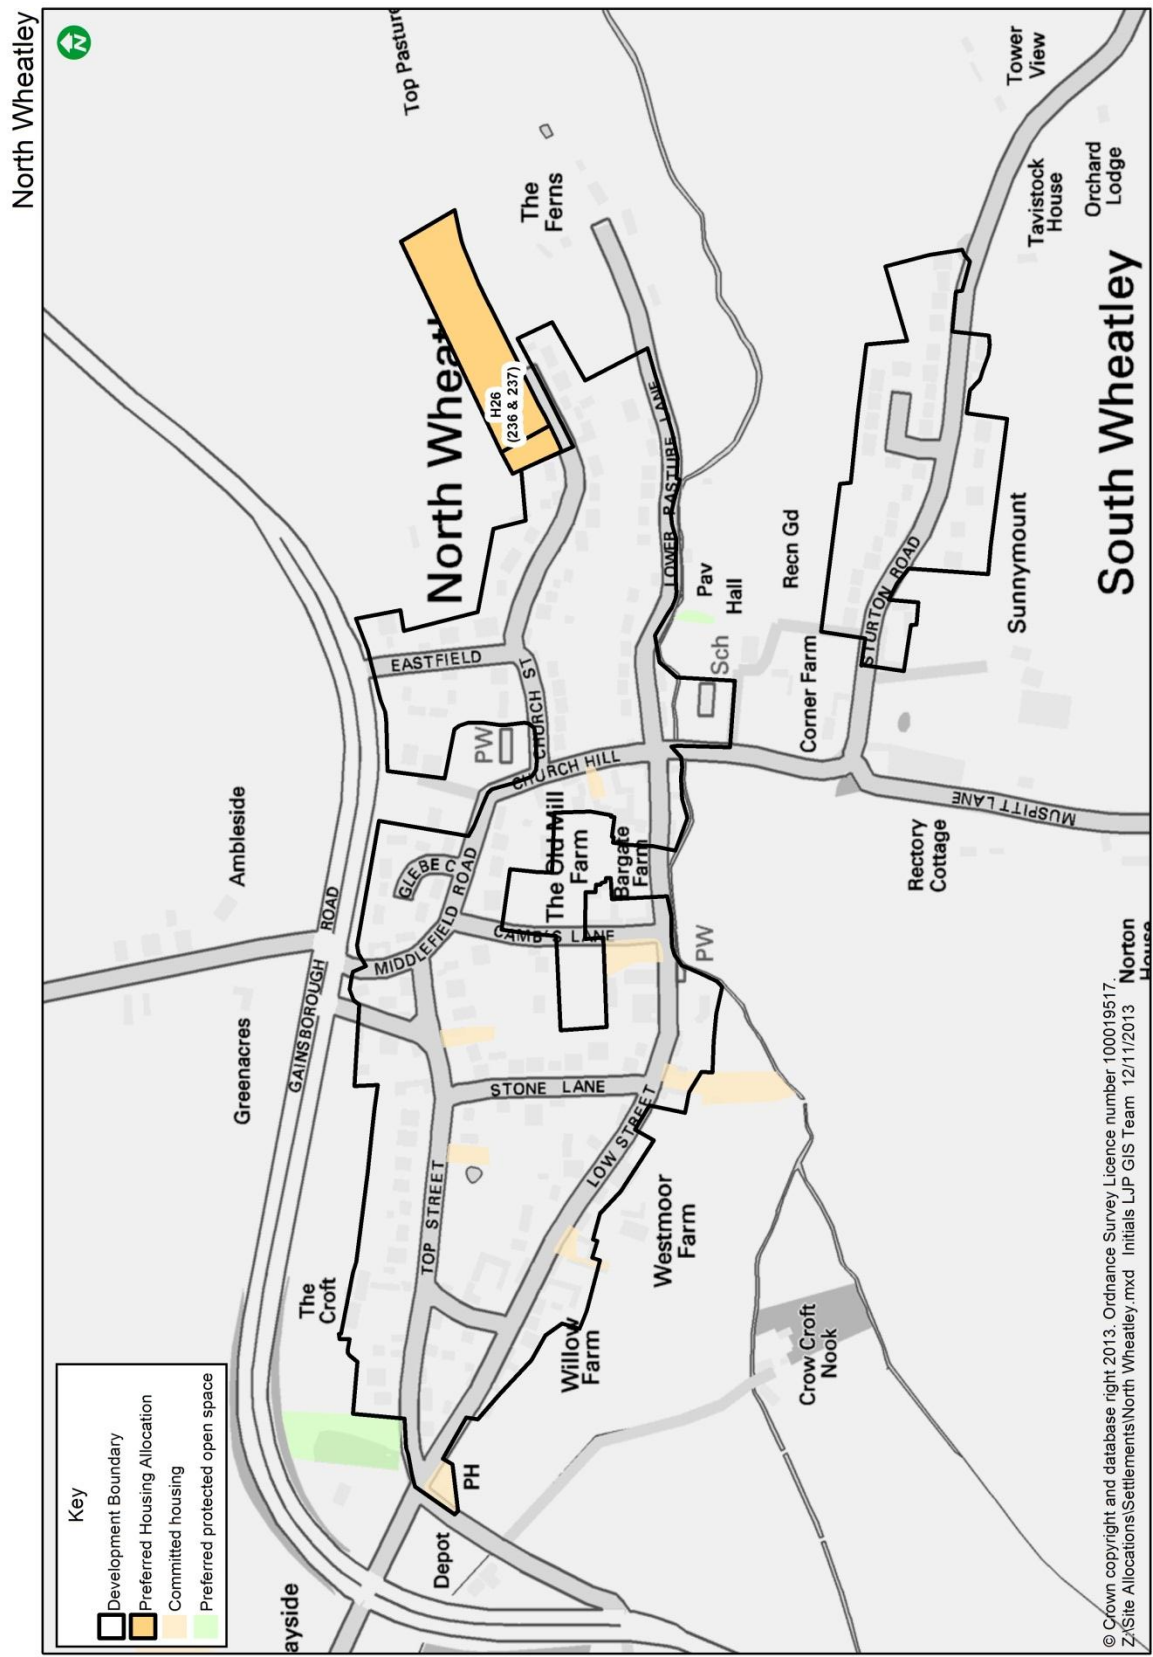 North Wheatley
N
Key
Development Boundary
Preferred Housing Allocation
Committed housing
Preferred protected open space
ayside
Depot
PH
The
Croft
Greenacres
Ambleside
GAINSBOROUGH
ROAD
TOP STREET
STONE LANE
LOW STREET
Willow
Farm
Westmoor
Farm
Crow Croft
Nook
MIDDLEFIELD ROAD
GLEBE C
CAMB'S LANE
The Old Mill
Farm
Bargate
Farm
PW
CHURCH HILL
CHURCH ST
PW
EASTFIELD
North Wheatl
H26
(236 & 237)
Top Pasture
The
Ferns
LOWER PASTURE LANE
Pav
Hall
Recn Gd
Sch
Corner Farm
STURTON ROAD
Sunnymount
South Wheatley
Tavistock
House
Orchard
Lodge
Tower
View
MUSPITT LANE
Rectory
Cottage
Norton
House
© Crown copyright and database right 2013. Ordnance Survey Licence number 100019517.
Z:\Site Allocations\Settlements\North Wheatley.mxd Initials LJP GIS Team 12/11/2013